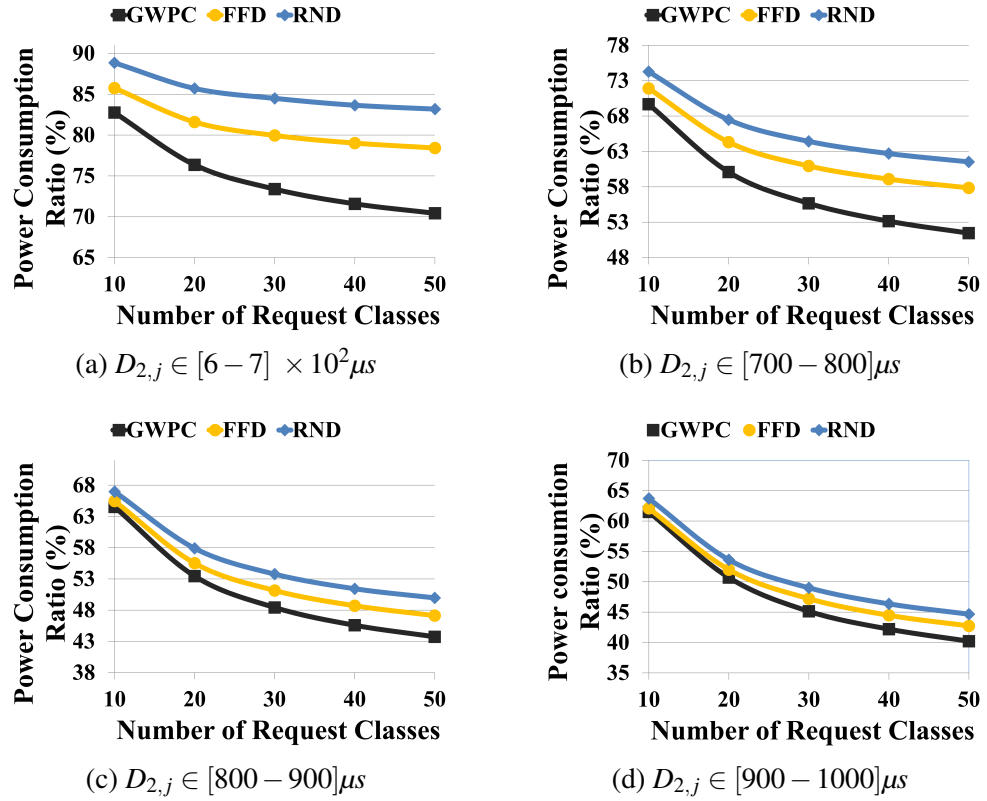 GWPC FFD RND
Power Consumption
Ratio (%)
90
85
80
75
70
65
10 20 30 40 50
Number of Request Classes
(a) D₂,ⱼ ∈ [6 − 7] × 10²μs
GWPC FFD RND
Power Consumption
Ratio (%)
78
73
68
63
58
53
48
10 20 30 40 50
Number of Request Classes
(b) D₂,ⱼ ∈ [700 − 800]μs
GWPC FFD RND
Power Consumption
Ratio (%)
68
63
58
53
48
43
38
10 20 30 40 50
Number of Request Classes
(c) D₂,ⱼ ∈ [800 − 900]μs
GWPC FFD RND
Power consumtion
Ratio (%)
70
65
60
55
50
45
40
35
10 20 30 40 50
Number of Request Classes
(d) D₂,ⱼ ∈ [900 − 1000]μs